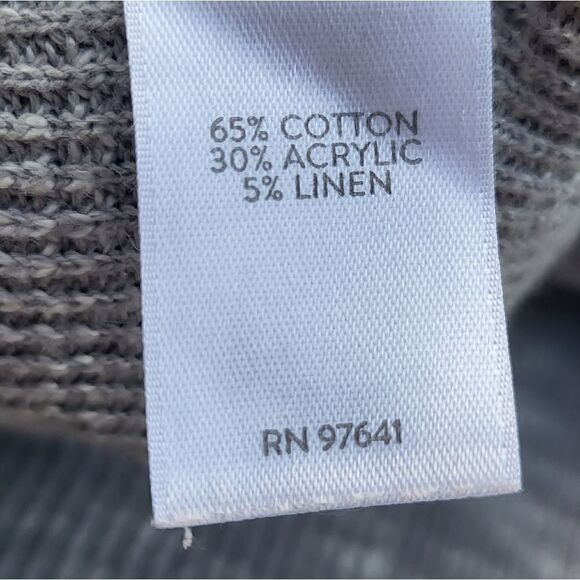 65% COTTON
30% ACRYLIC
5% LINEN
RN 97641